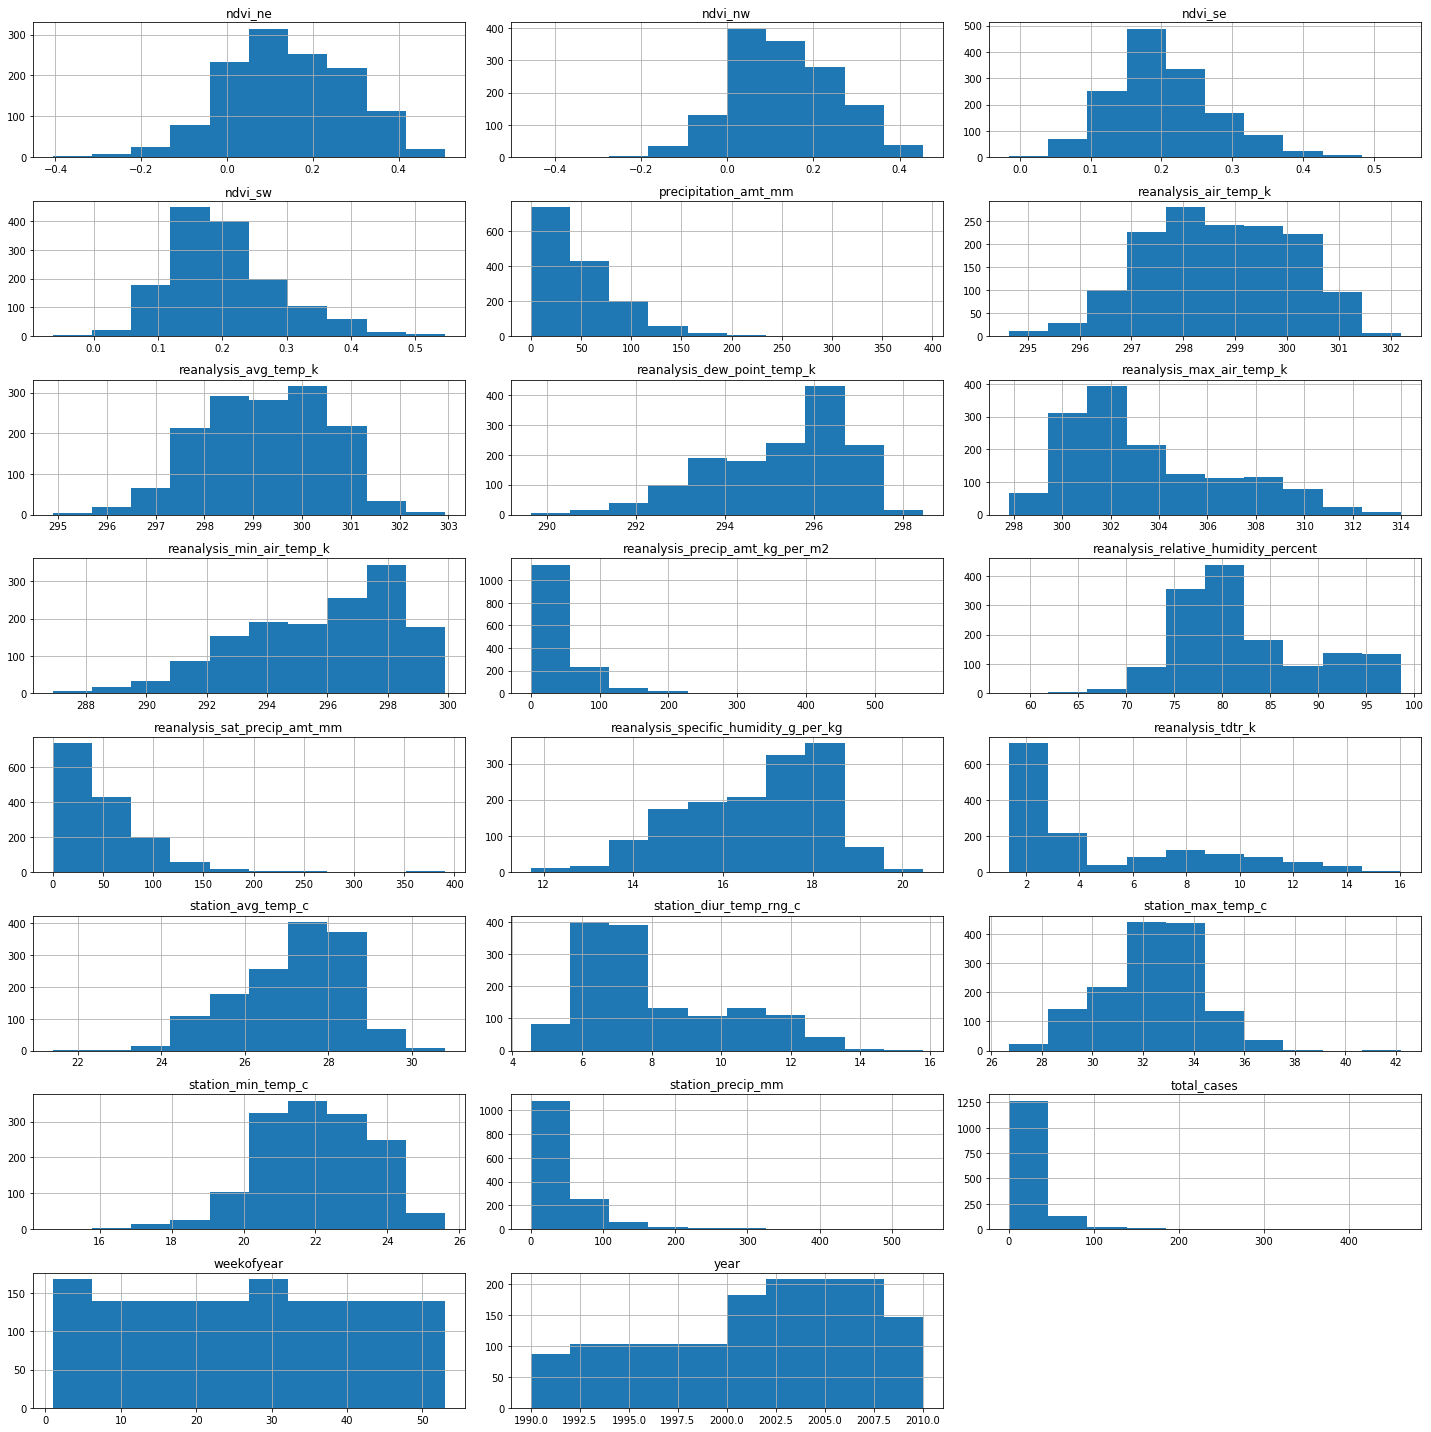 ndvi_ne
300
200
100
0
−0.4 −0.2 0.0 0.2 0.4
ndvi_nw
400
300
200
100
0
−0.4 −0.2 0.0 0.2 0.4
ndvi_se
500
400
300
200
100
0
0.0 0.1 0.2 0.3 0.4 0.5
ndvi_sw
400
300
200
100
0
0.0 0.1 0.2 0.3 0.4 0.5
precipitation_amt_mm
600
400
200
0
0 50 100 150 200 250 300 350 400
reanalysis_air_temp_k
250
200
150
100
50
0
295 296 297 298 299 300 301 302
reanalysis_avg_temp_k
300
200
100
0
295 296 297 298 299 300 301 302 303
reanalysis_dew_point_temp_k
400
300
200
100
0
290 292 294 296 298
reanalysis_max_air_temp_k
400
300
200
100
0
298 300 302 304 306 308 310 312 314
reanalysis_min_air_temp_k
300
200
100
0
288 290 292 294 296 298 300
reanalysis_precip_amt_kg_per_m2
1000
800
600
400
200
0
0 100 200 300 400 500
reanalysis_relative_humidity_percent
400
300
200
100
0
60 65 70 75 80 85 90 95 100
reanalysis_sat_precip_amt_mm
600
400
200
0
0 50 100 150 200 250 300 350 400
reanalysis_specific_humidity_g_per_kg
300
200
100
0
12 14 16 18 20
reanalysis_tdtr_k
600
400
200
0
2 4 6 8 10 12 14 16
station_avg_temp_c
400
300
200
100
0
22 24 26 28 30
station_diur_temp_rng_c
400
300
200
100
0
4 6 8 10 12 14 16
station_max_temp_c
400
300
200
100
0
26 28 30 32 34 36 38 40 42
station_min_temp_c
300
200
100
0
16 18 20 22 24 26
station_precip_mm
1000
800
600
400
200
0
0 100 200 300 400 500
total_cases
1250
1000
750
500
250
0
0 100 200 300 400
weekofyear
150
100
50
0
0 10 20 30 40 50
year
200
150
100
50
0
1990.0 1992.5 1995.0 1997.5 2000.0 2002.5 2005.0 2007.5 2010.0